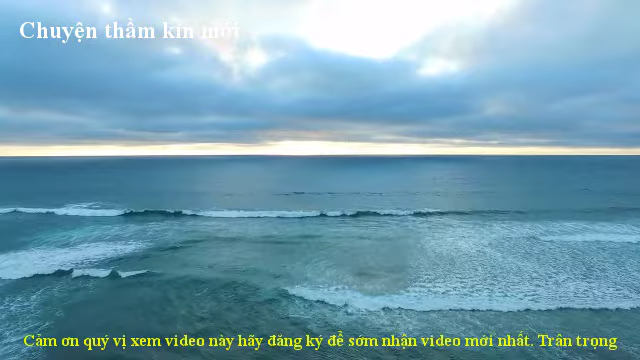 Chuyện thầm kín mới
Cảm ơn quý vị xem video này hãy đăng ký để sớm nhận video mới nhất. Trân trọng